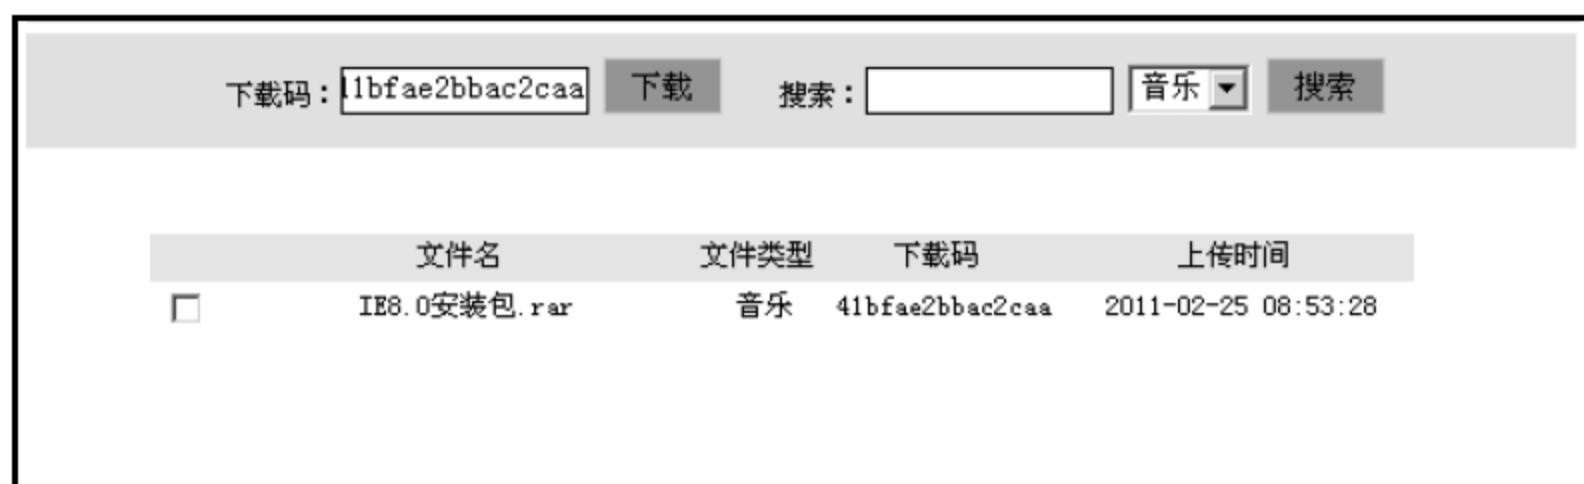 下载码：11bfae2bbac2caa 下载 搜索： 音乐 搜索
文件名 文件类型 下载码 上传时间
IE8.0安装包.rar 音乐 41bfae2bbac2caa 2011-02-25 08:53:28